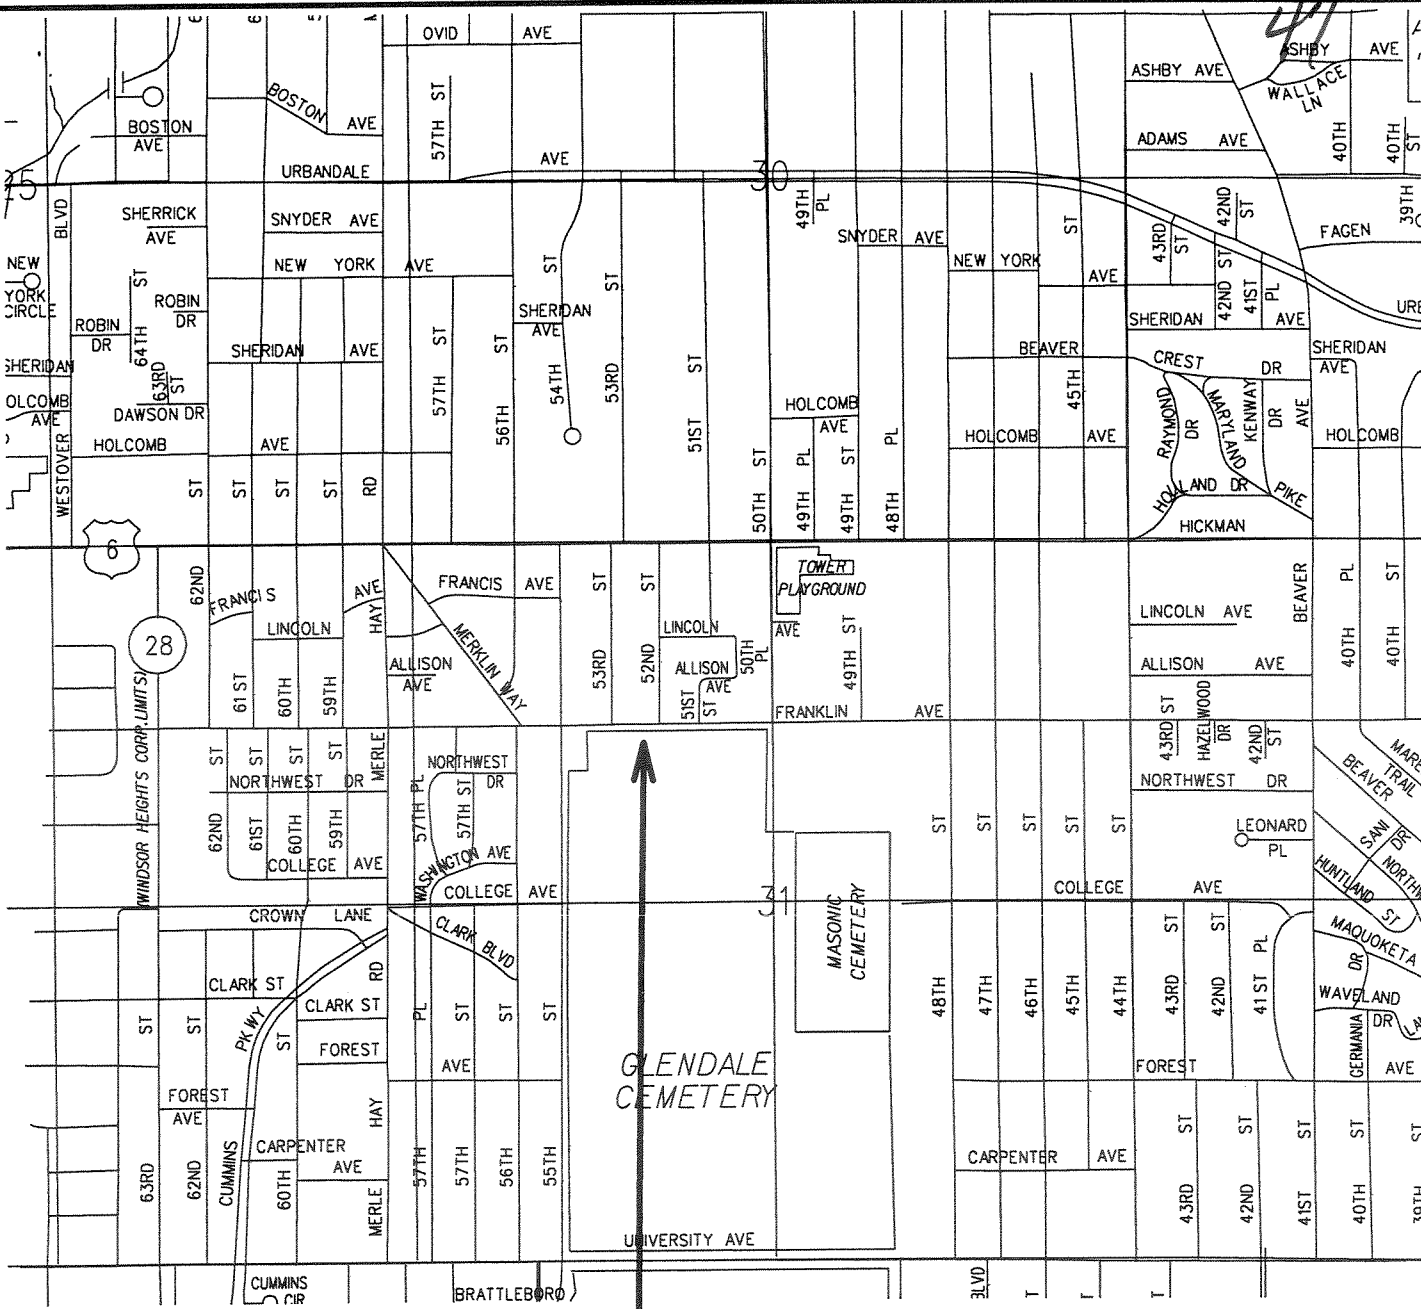 OVID AVE
47
ASHBY AVE
ASHBY AVE
WALLACE
LN
BOSTON
AVE
BOSTON
AVE
57TH ST
ADAMS AVE
40TH
40TH
ST
URBANDALE
AVE
30
25
BLVD
SHERRICK
AVE
SNYDER AVE
49TH
PL
SNYDER AVE
ST
43RD
ST
42ND
ST
FAGEN
39TH
NEW
YORK
CIRCLE
NEW YORK AVE
NEW YORK
AVE
ROBIN
DR
ROBIN
DR
64TH ST
SHERIDAN
AVE
42ND ST
41ST
PL
SHERIDAN AVE
SHERIDAN
SHERIDAN AVE
57TH ST
56TH ST
54TH ST
53RD ST
51ST ST
BEAVER
CREST DR
SHERIDAN
AVE
63RD
ST
DAWSON DR
HOLCOMB
AVE
45TH
RAYMOND
DR
MARYLAND
PIKE
KENWAY
DR
AVE
HOLCOMB AVE
HOLCOMB AVE
HOLCOMB
WESTOVER
ST
ST
ST
ST
RD
50TH ST
49TH PL
49TH ST
48TH PL
HOLLAND DR
HICKMAN
6
62ND
FRANCIS
AVE
HAY
FRANCIS AVE
ST
ST
TOWER
PLAYGROUND
LINCOLN
LINCOLN
AVE
49TH ST
LINCOLN AVE
BEAVER
40TH PL
40TH ST
28
MERKLIN WAY
ALLISON
AVE
53RD
52ND
ALLISON
AVE
50TH
PL
51ST
ST
ALLISON AVE
61ST
60TH
59TH
FRANKLIN AVE
43RD ST
HAZELWOOD
DR
42ND
ST
(WINDSOR HEIGHTS CORP. LIMITS)
ST
ST
ST
ST
MERLE
NORTHWEST DR
57TH PL
NORTHWEST
DR
57TH ST
NORTHWEST DR
BEAVER
TRAIL
62ND
61ST
60TH
59TH
COLLEGE AVE
WASHINGTON AVE
COLLEGE AVE
ST
ST
ST
ST
ST
LEONARD
PL
SANI
DR
HUNTLAND ST
COLLEGE AVE
31
MASONIC
CEMETERY
CROWN LANE
CLARK BLVD
MAQUOKETA
CLARK ST
RD
CLARK ST
48TH
47TH
46TH
45TH
44TH
43RD ST
42ND ST
41ST PL
DR
WAVELAND
DR
GERMANIA
ST
ST
PKWY
ST
PL
ST
ST
ST
FOREST
AVE
GLENDALE
CEMETERY
FOREST
AVE
FOREST
AVE
HAY
CARPENTER
AVE
CARPENTER AVE
ST
ST
ST
ST
ST
63RD
62ND
CUMMINS
60TH
MERLE
57TH
57TH
56TH
55TH
43RD
42ND
41ST
40TH
39TH
UNIVERSITY AVE
CUMMINS
CIR
BRATTLEBORO
BLVD